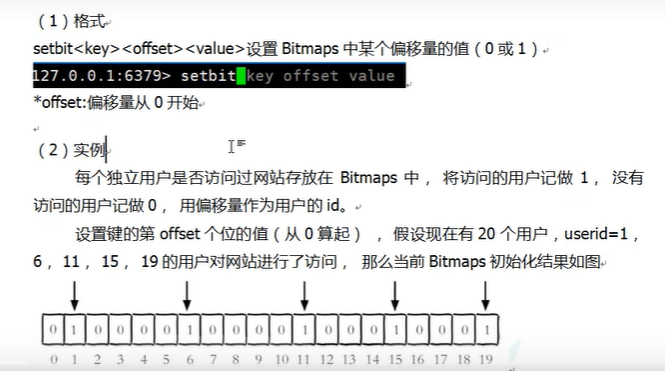 （1）格式
setbit<key><offset><value>设置 Bitmaps 中某个偏移量的值（0 或 1）
127.0.0.1:6379> setbit key offset value
*offset:偏移量从 0 开始
（2）实例
每个独立用户是否访问过网站存放在 Bitmaps 中， 将访问的用户记做 1， 没有
访问的用户记做 0， 用偏移量作为用户的 id。
设置键的第 offset 个位的值（从 0 算起）， 假设现在有 20 个用户，userid=1，
6， 11， 15， 19 的用户对网站进行了访问， 那么当前 Bitmaps 初始化结果如图
0 1 0 0 0 0 1 0 0 0 0 1 0 0 0 1 0 0 0 1
0 1 2 3 4 5 6 7 8 9 10 11 12 13 14 15 16 17 18 19